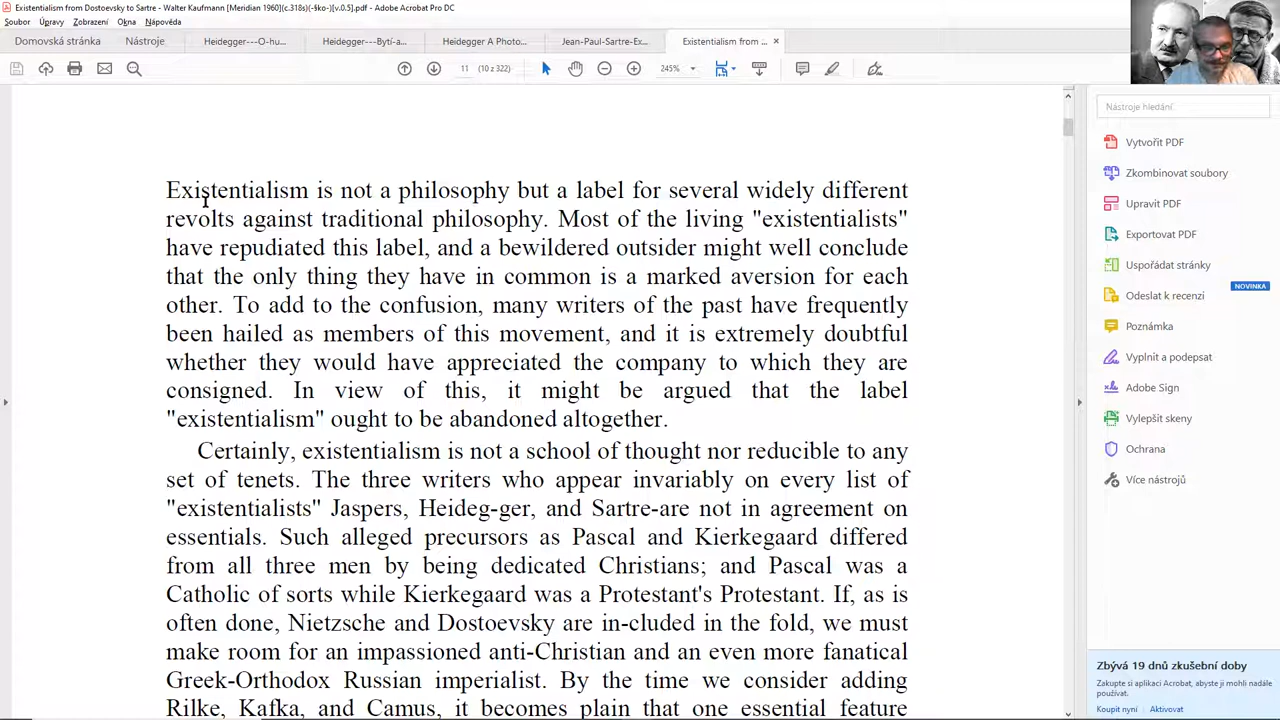 Existentialism from Dostoevsky to Sartre - Walter Kaufmann [Meridian 1960](c.318s)(-ško-)[v.0.5].pdf - Adobe Acrobat Pro DC
Soubor Úpravy Zobrazení Okna Nápověda
Domovská stránka Nástroje Heidegger---O-hu... Heidegger---Bytí-a... Heidegger A Photo... Jean-Paul-Sartre-Ex... Existentialism from ... ×
11 (10 z 322) 245%
Existentialism is not a philosophy but a label for several widely different
revolts against traditional philosophy. Most of the living "existentialists"
have repudiated this label, and a bewildered outsider might well conclude
that the only thing they have in common is a marked aversion for each
other. To add to the confusion, many writers of the past have frequently
been hailed as members of this movement, and it is extremely doubtful
whether they would have appreciated the company to which they are
consigned. In view of this, it might be argued that the label
"existentialism" ought to be abandoned altogether.
Certainly, existentialism is not a school of thought nor reducible to any
set of tenets. The three writers who appear invariably on every list of
"existentialists" Jaspers, Heideg-ger, and Sartre-are not in agreement on
essentials. Such alleged precursors as Pascal and Kierkegaard differed
from all three men by being dedicated Christians; and Pascal was a
Catholic of sorts while Kierkegaard was a Protestant's Protestant. If, as is
often done, Nietzsche and Dostoevsky are in-cluded in the fold, we must
make room for an impassioned anti-Christian and an even more fanatical
Greek-Orthodox Russian imperialist. By the time we consider adding
Rilke, Kafka, and Camus, it becomes plain that one essential feature
Nástroje hledání
Vytvořit PDF
Zkombinovat soubory
Upravit PDF
Exportovat PDF
Uspořádat stránky
NOVINKA
Odeslat k recenzi
Poznámka
Vyplnit a podepsat
Adobe Sign
Vylepšit skeny
Ochrana
Více nástrojů
Zbývá 19 dnů zkušební doby
Zakupte si aplikaci Acrobat, abyste ji mohli nadále
používat.
Koupit nyní Aktivovat